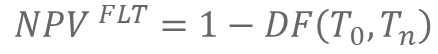 NPV^{FLT} = 1 − DF(T_0, T_n)